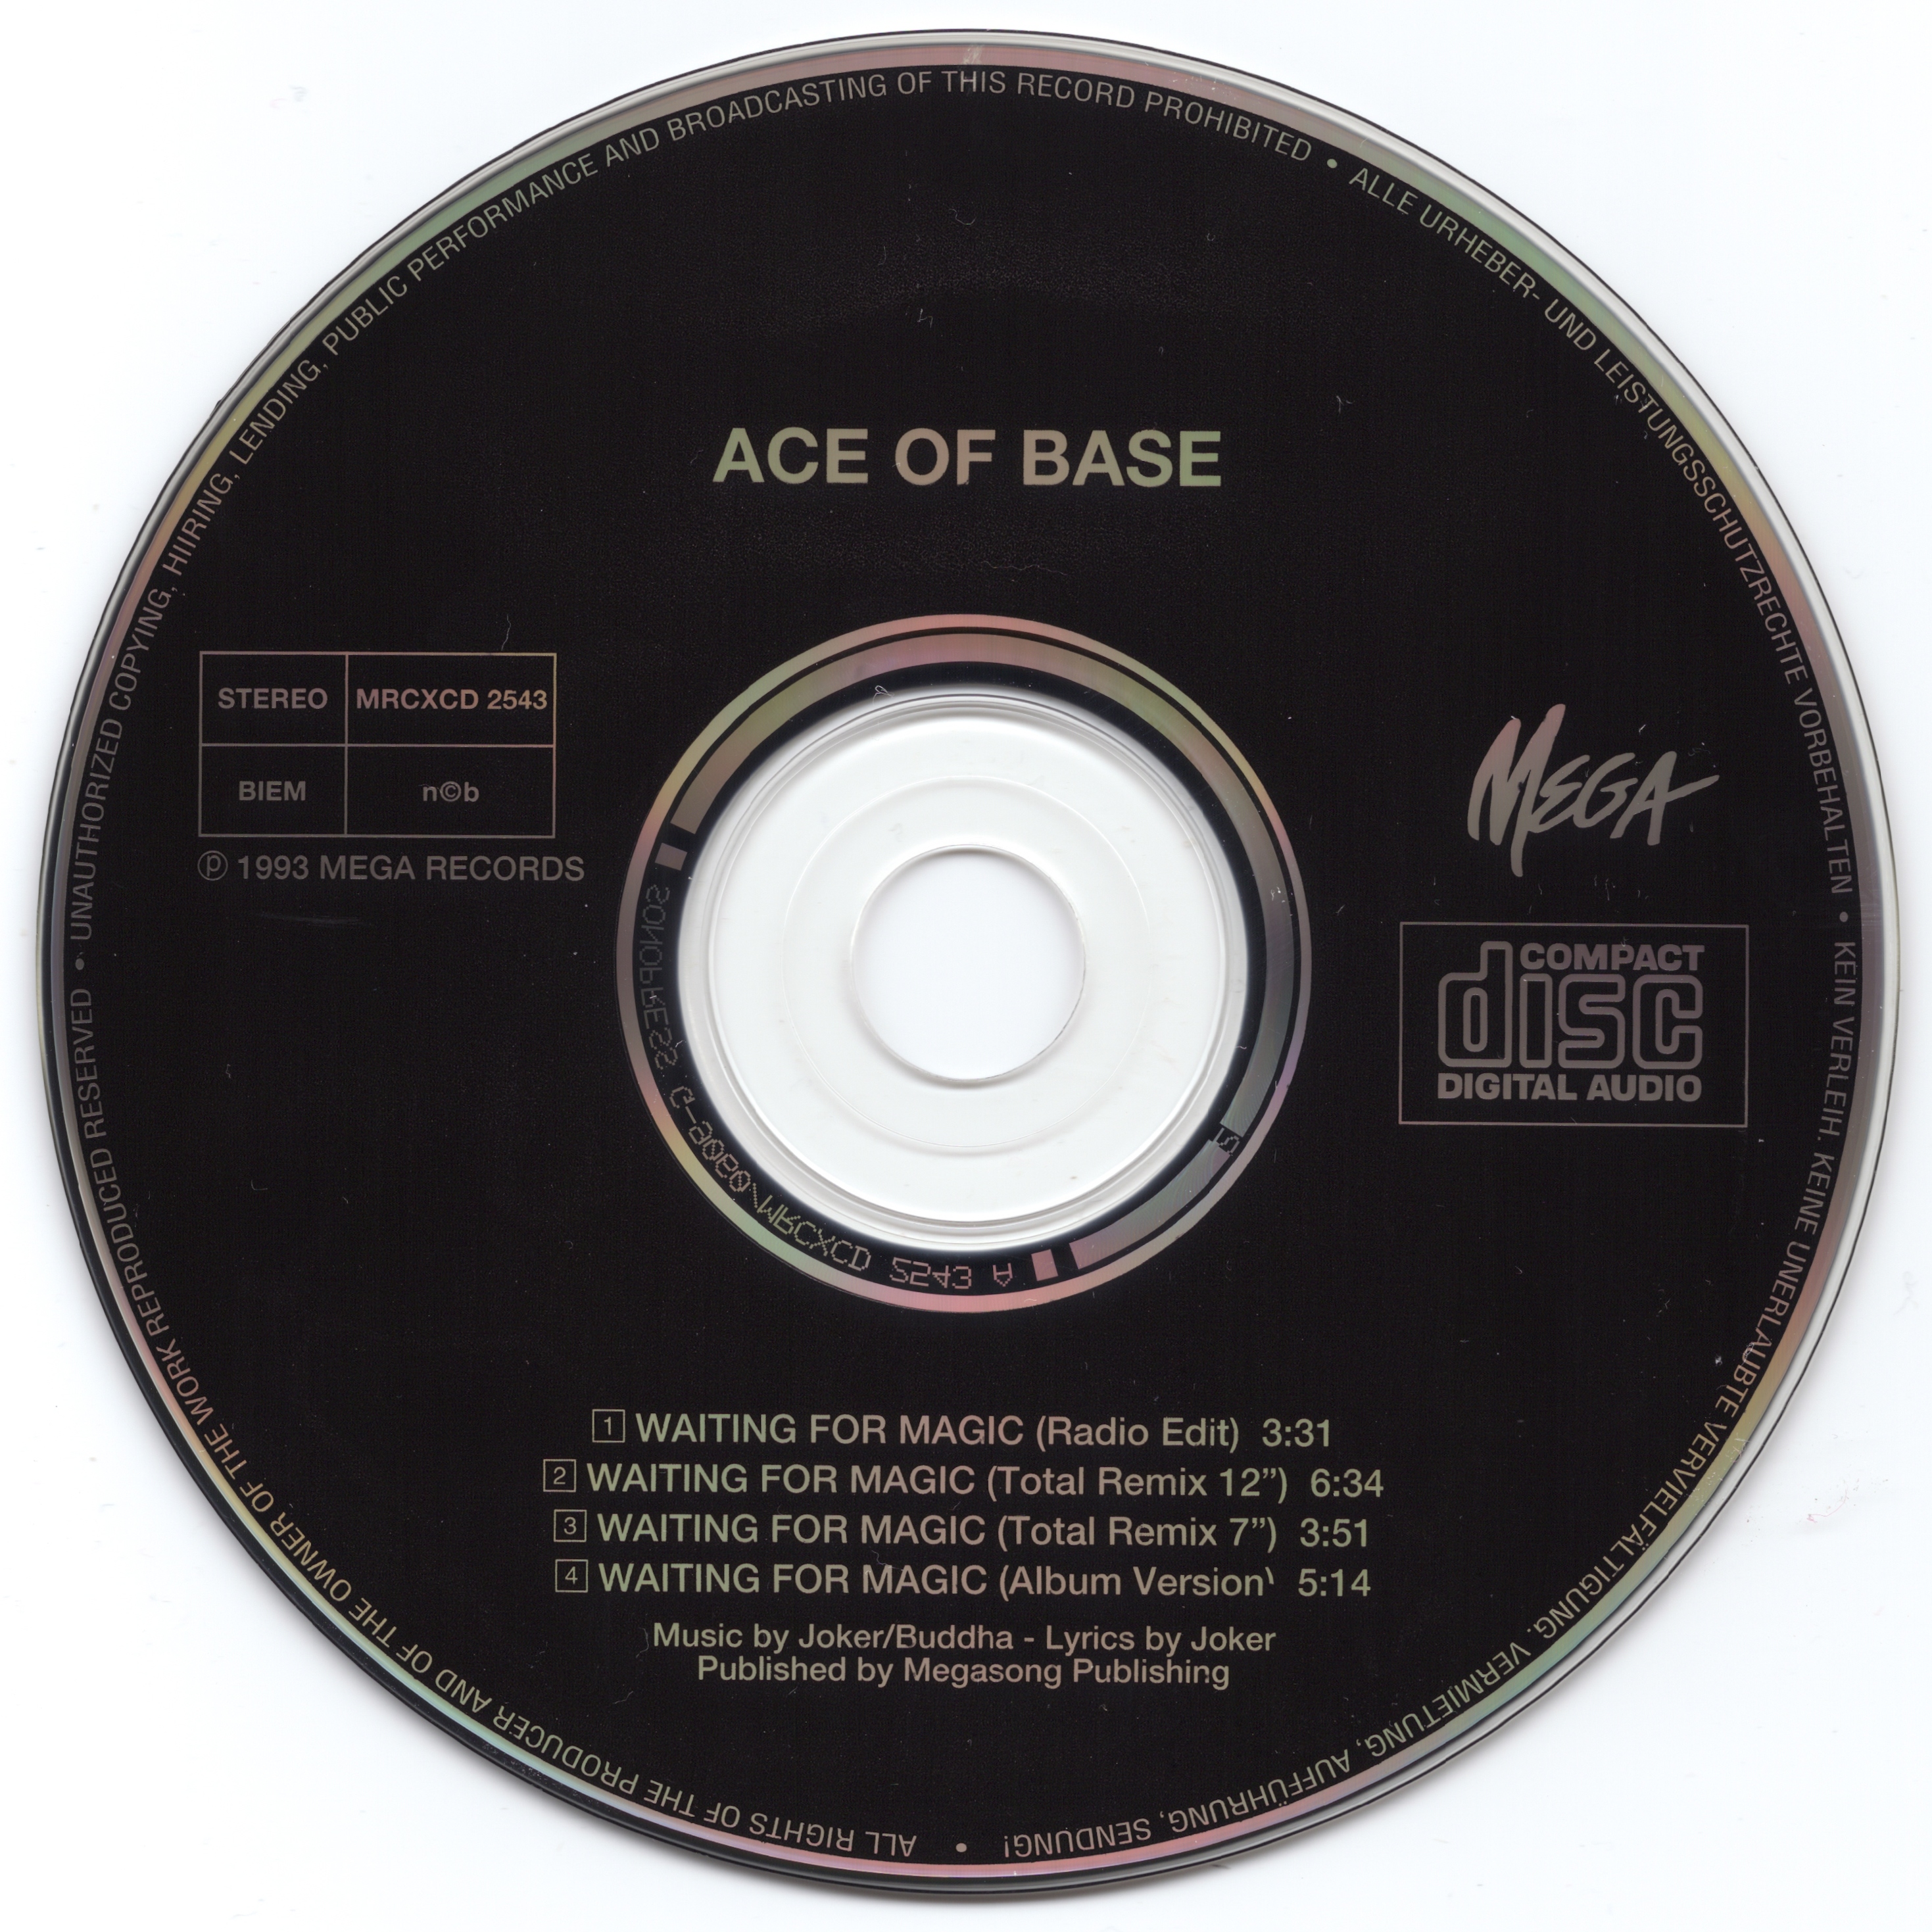 ALL RIGHTS OF THE PRODUCER AND OF THE OWNER OF THE WORK REPRODUCED RESERVED • UNAUTHORIZED COPYING, HIIRING, LENDING, PUBLIC PERFORMANCE AND BROADCASTING OF THIS RECORD PROHIBITED • ALLE URHEBER- UND LEISTUNGSSCHUTZRECHTE VORBEHALTEN • KEIN VERLEIH. KEINE UNERLAUBTE VERVIELFÄLTIGUNG. VERMIETUNG, AUFFÜHRUNG, SENDUNG! •
ACE OF BASE
STEREO MRCXCD 2543
BIEM n©b
℗ 1993 MEGA RECORDS
MEGA
COMPACT
disc
DIGITAL AUDIO
SONOPRESS C-9090/MRCXCD 2543 A
1 WAITING FOR MAGIC (Radio Edit) 3:31
2 WAITING FOR MAGIC (Total Remix 12”) 6:34
3 WAITING FOR MAGIC (Total Remix 7”) 3:51
4 WAITING FOR MAGIC (Album Version) 5:14
Music by Joker/Buddha - Lyrics by Joker
Published by Megasong Publishing